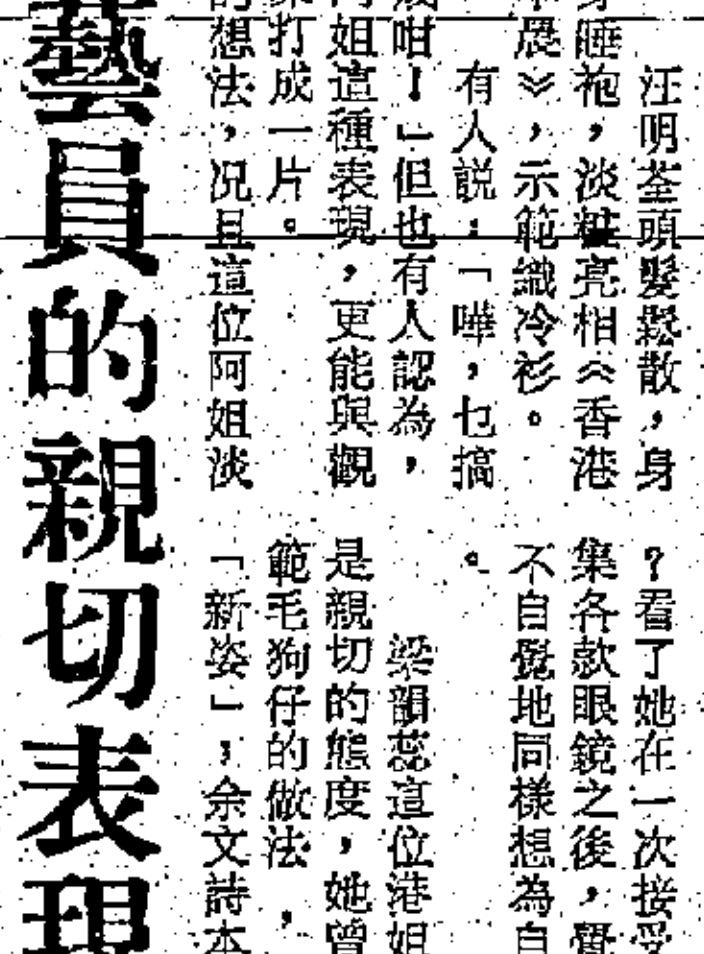 汪明荃頭髮鬆散，身
睡袍，淡粧亮相《香港
晨》，示範織冷衫。
有人説：「嘩，乜搞
成咁！」但也有人認為，
阿姐這種表現，更能與觀
打成一片。
的想法，况且這位阿姐淡
？看了她在一次接受
集各款眼鏡之後，覺
不自覺地同樣想為自
。
梁韻蕊這位港姐
是親切的態度，她曾
範毛狗仔的做法，
「新姿」，余文詩本
藝員的親切表現